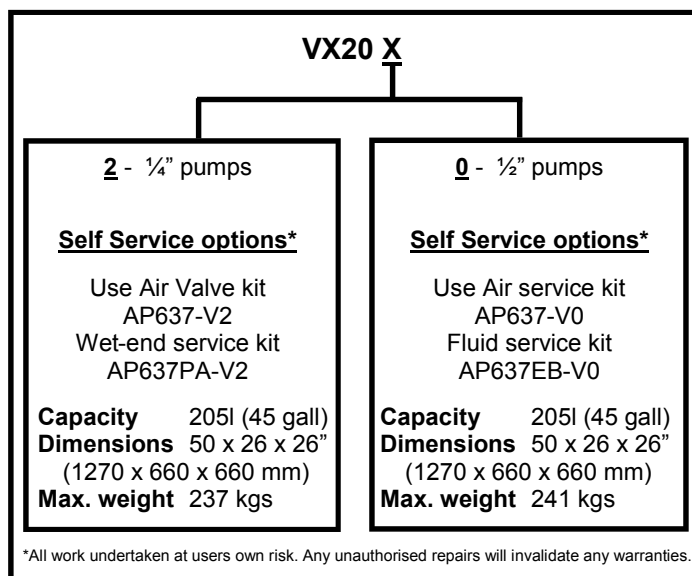 VX20 X
2 - ¼” pumps
Self Service options*
Use Air Valve kit
AP637-V2
Wet-end service kit
AP637PA-V2
Capacity 205l (45 gall)
Dimensions 50 x 26 x 26”
(1270 x 660 x 660 mm)
Max. weight 237 kgs
0 - ½” pumps
Self Service options*
Use Air service kit
AP637-V0
Fluid service kit
AP637EB-V0
Capacity 205l (45 gall)
Dimensions 50 x 26 x 26”
(1270 x 660 x 660 mm)
Max. weight 241 kgs
*All work undertaken at users own risk. Any unauthorised repairs will invalidate any warranties.